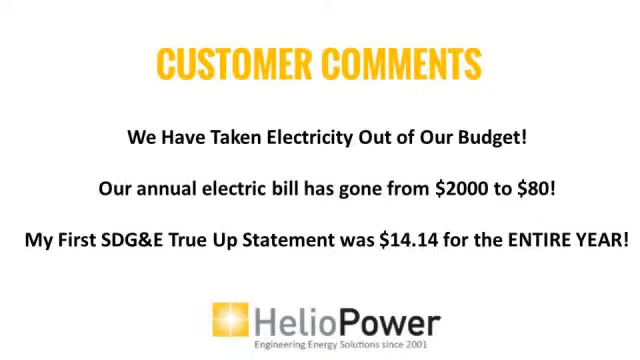 CUSTOMER COMMENTS
We Have Taken Electricity Out of Our Budget!
Our annual electric bill has gone from $2000 to $80!
My First SDG&E True Up Statement was $14.14 for the ENTIRE YEAR!
HelioPower
Engineering Energy Solutions since 2001